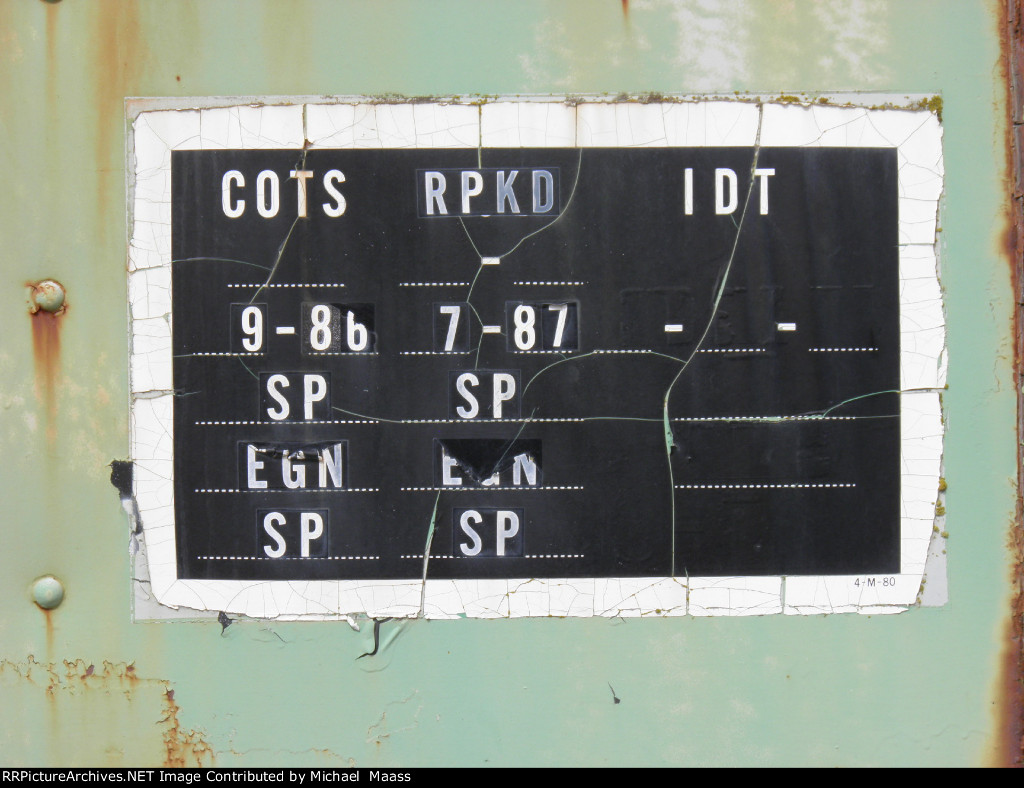 COTS RPKD IDT
-
9-86 7-87 - -
SP SP
EGN EGN
SP SP
4-M-80
RRPictureArchives.NET Image Contributed by Michael Maass